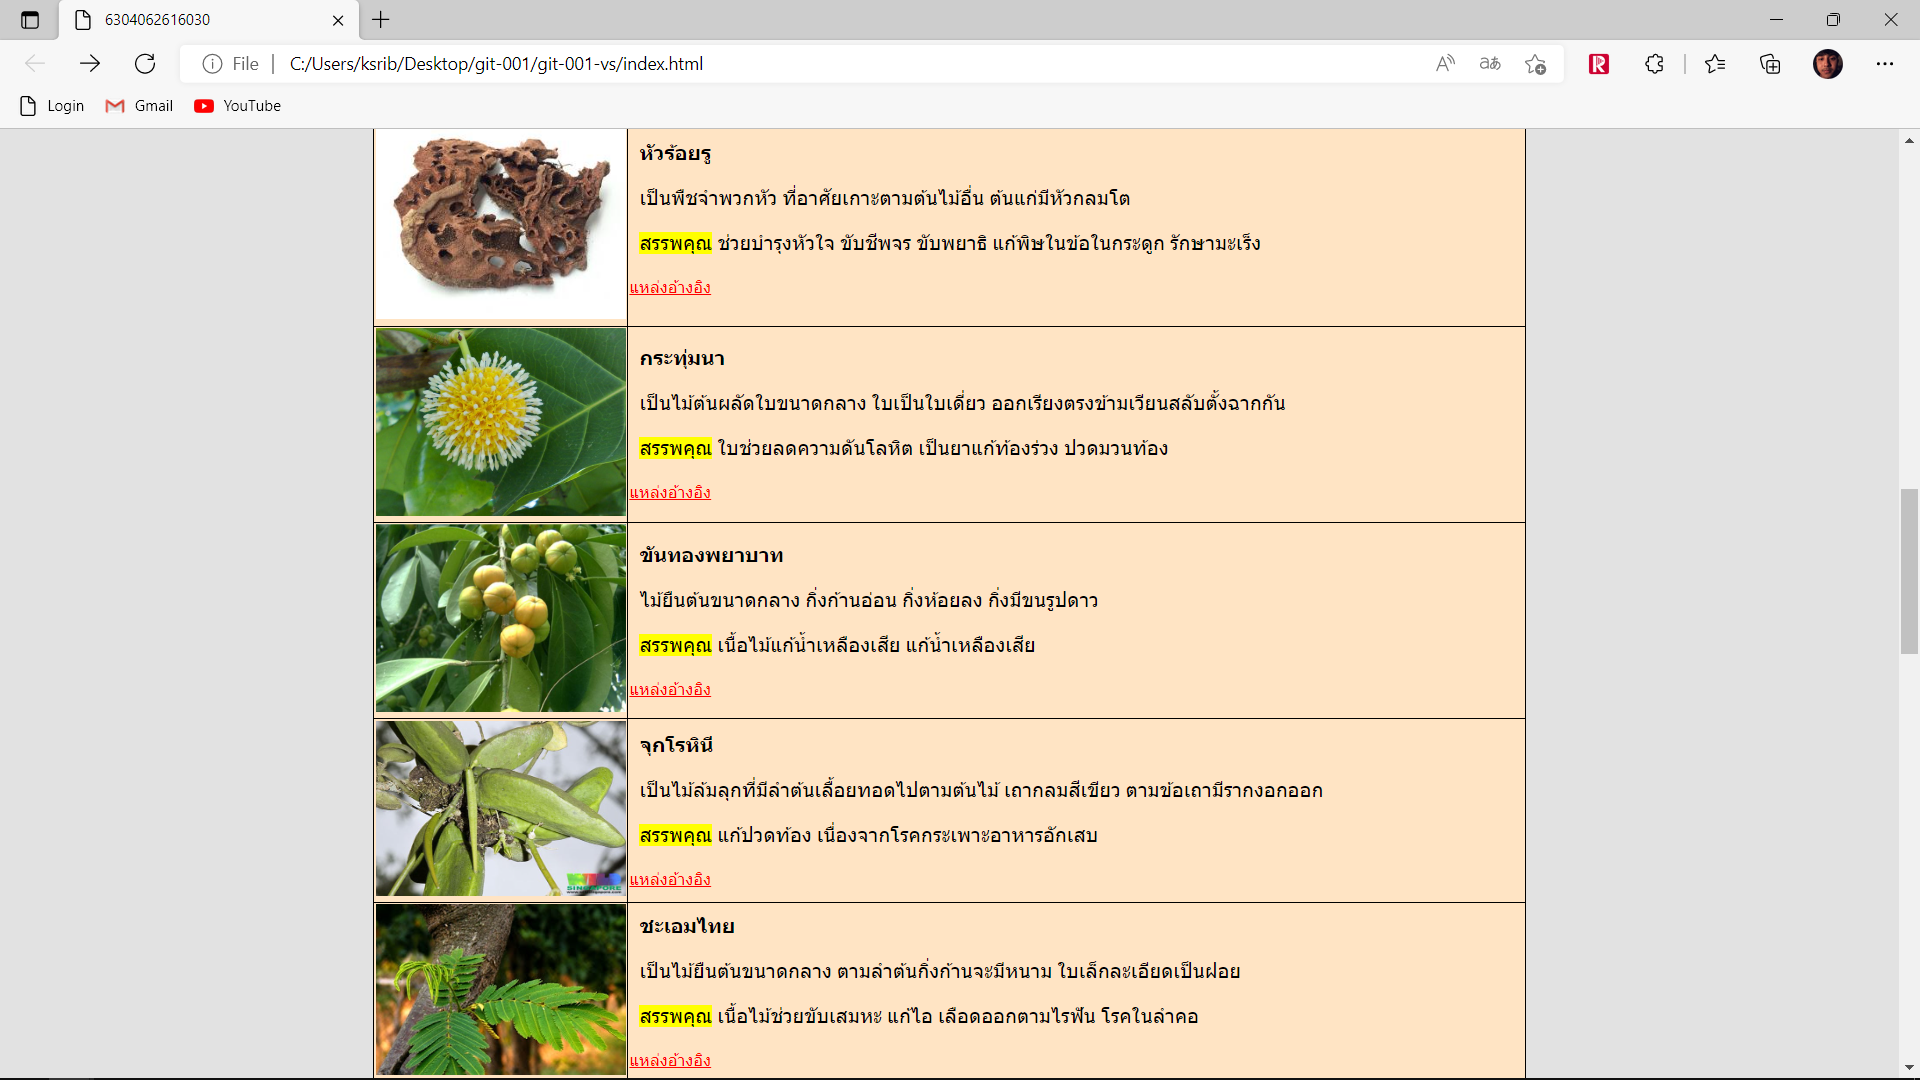 6304062616030
File
C:/Users/ksrib/Desktop/git-001/git-001-vs/index.html
Login
Gmail
YouTube
หัวร้อยรู
เป็นพืชจำพวกหัว ที่อาศัยเกาะตามต้นไม้อื่น ต้นแก่มีหัวกลมโต
สรรพคุณ ช่วยบำรุงหัวใจ ขับชีพจร ขับพยาธิ แก้พิษในข้อในกระดูก รักษามะเร็ง
แหล่งอ้างอิง
กระทุ่มนา
เป็นไม้ต้นผลัดใบขนาดกลาง ใบเป็นใบเดี่ยว ออกเรียงตรงข้ามเวียนสลับตั้งฉากกัน
สรรพคุณ ใบช่วยลดความดันโลหิต เป็นยาแก้ท้องร่วง ปวดมวนท้อง
แหล่งอ้างอิง
ขันทองพยาบาท
ไม้ยืนต้นขนาดกลาง กิ่งก้านอ่อน กิ่งห้อยลง กิ่งมีขนรูปดาว
สรรพคุณ เนื้อไม้แก้น้ำเหลืองเสีย แก้น้ำเหลืองเสีย
แหล่งอ้างอิง
จุกโรหินี
เป็นไม้ล้มลุกที่มีลำต้นเลื้อยทอดไปตามต้นไม้ เถากลมสีเขียว ตามข้อเถามีรากงอกออก
สรรพคุณ แก้ปวดท้อง เนื่องจากโรคกระเพาะอาหารอักเสบ
SINGAPORE
แหล่งอ้างอิง
ชะเอมไทย
เป็นไม้ยืนต้นขนาดกลาง ตามลำต้นกิ่งก้านจะมีหนาม ใบเล็กละเอียดเป็นฝอย
สรรพคุณ เนื้อไม้ช่วยขับเสมหะ แก้ไอ เลือดออกตามไรฟัน โรคในลำคอ
แหล่งอ้างอิง